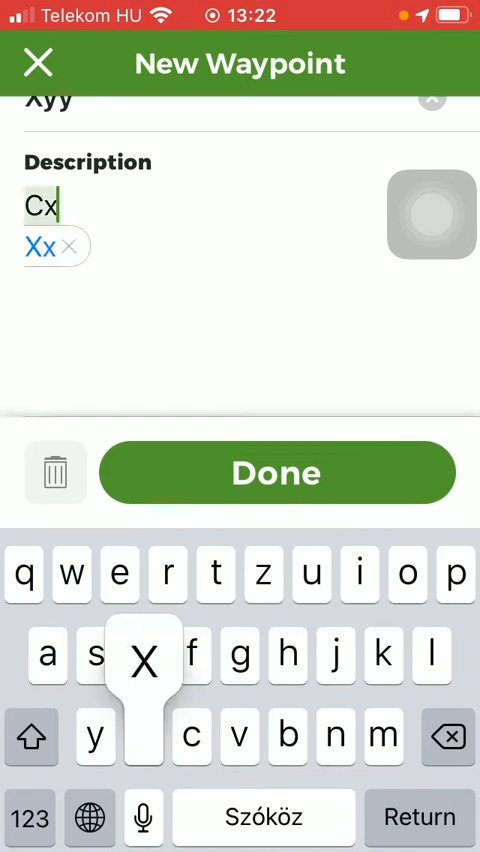 Telekom HU 13:22
New Waypoint
Xyy
Description
Cx
Xx
Done
q w e r t z u i o p
a s X f g h j k l
y c v b n m
123 Szóköz Return